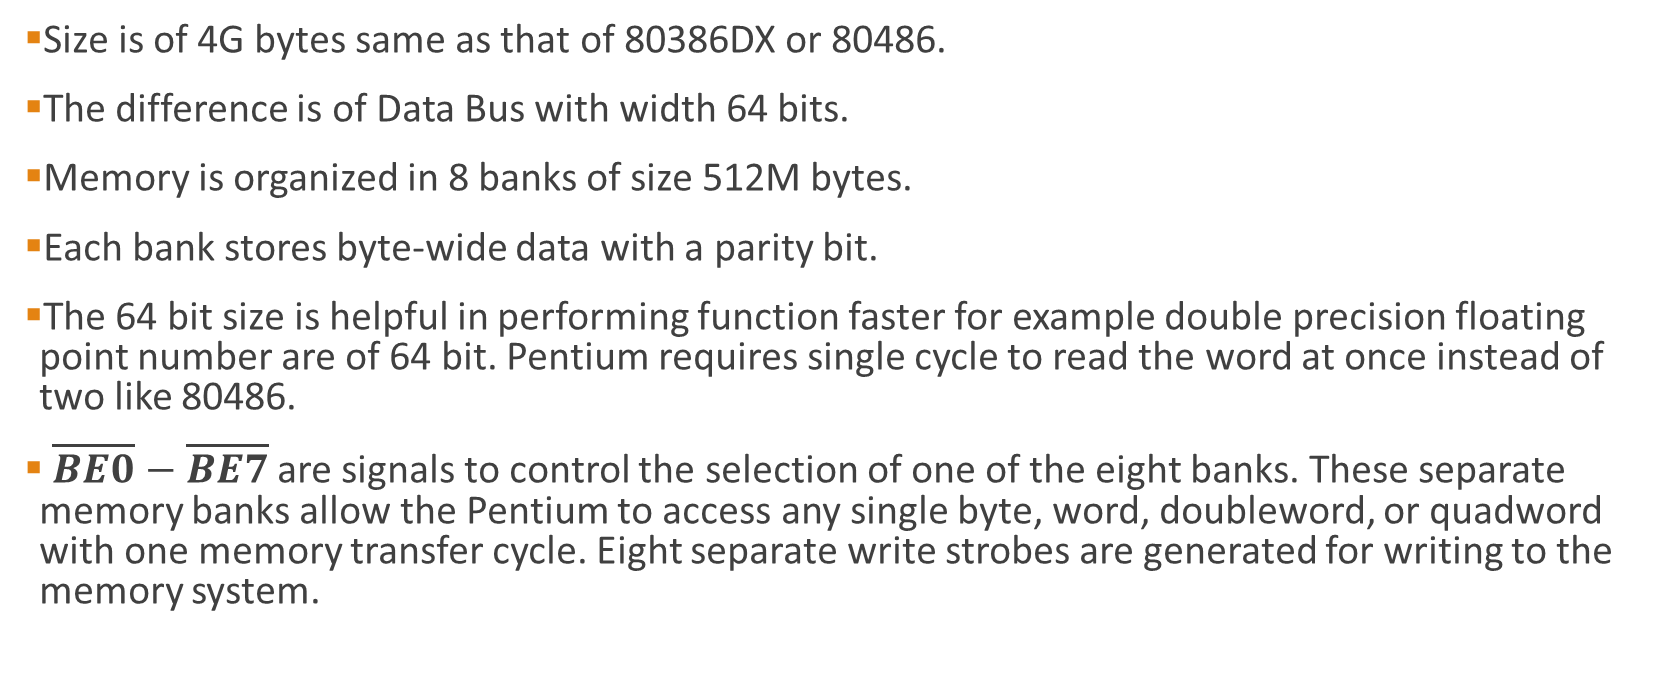 ▪Size is of 4G bytes same as that of 80386DX or 80486.
▪The difference is of Data Bus with width 64 bits.
▪Memory is organized in 8 banks of size 512M bytes.
▪Each bank stores byte-wide data with a parity bit.
▪The 64 bit size is helpful in performing function faster for example double precision floating
point number are of 64 bit. Pentium requires single cycle to read the word at once instead of
two like 80486.
▪ B̅E̅0̅ – B̅E̅7̅ are signals to control the selection of one of the eight banks. These separate
memory banks allow the Pentium to access any single byte, word, doubleword, or quadword
with one memory transfer cycle. Eight separate write strobes are generated for writing to the
memory system.